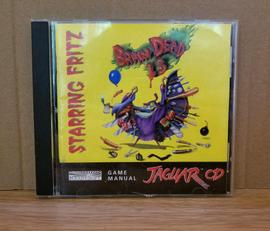 STARRING FRITZ
BRAIN DEAD
13
GAME
MANUAL
JAGUAR CD